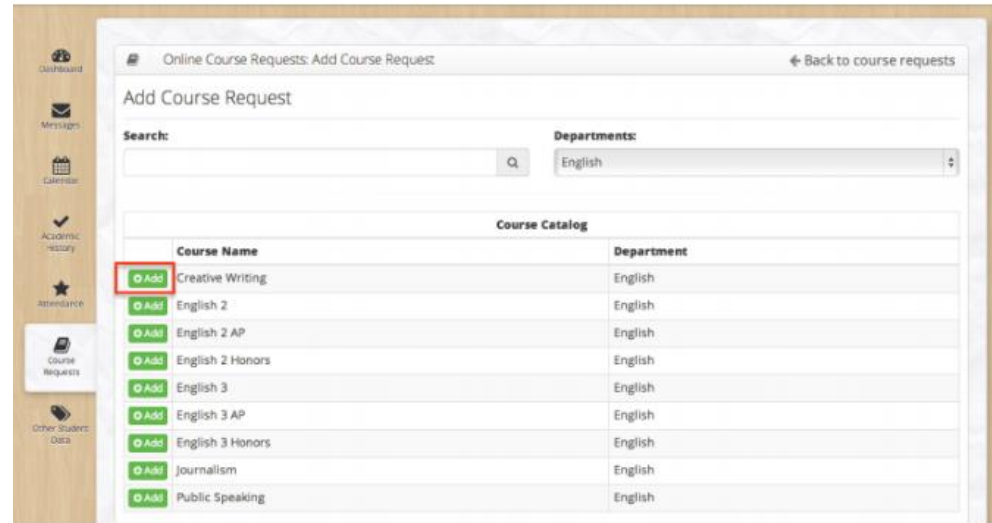 Dashboard
Messages
Calendar
Academic
History
Attendance
Course
Requests
Other Student
Data
Online Course Requests: Add Course Request
Back to course requests
Add Course Request
Search:
Departments:
English
Course Catalog
Course Name Department
Add Creative Writing English
Add English 2 English
Add English 2 AP English
Add English 2 Honors English
Add English 3 English
Add English 3 AP English
Add English 3 Honors English
Add Journalism English
Add Public Speaking English